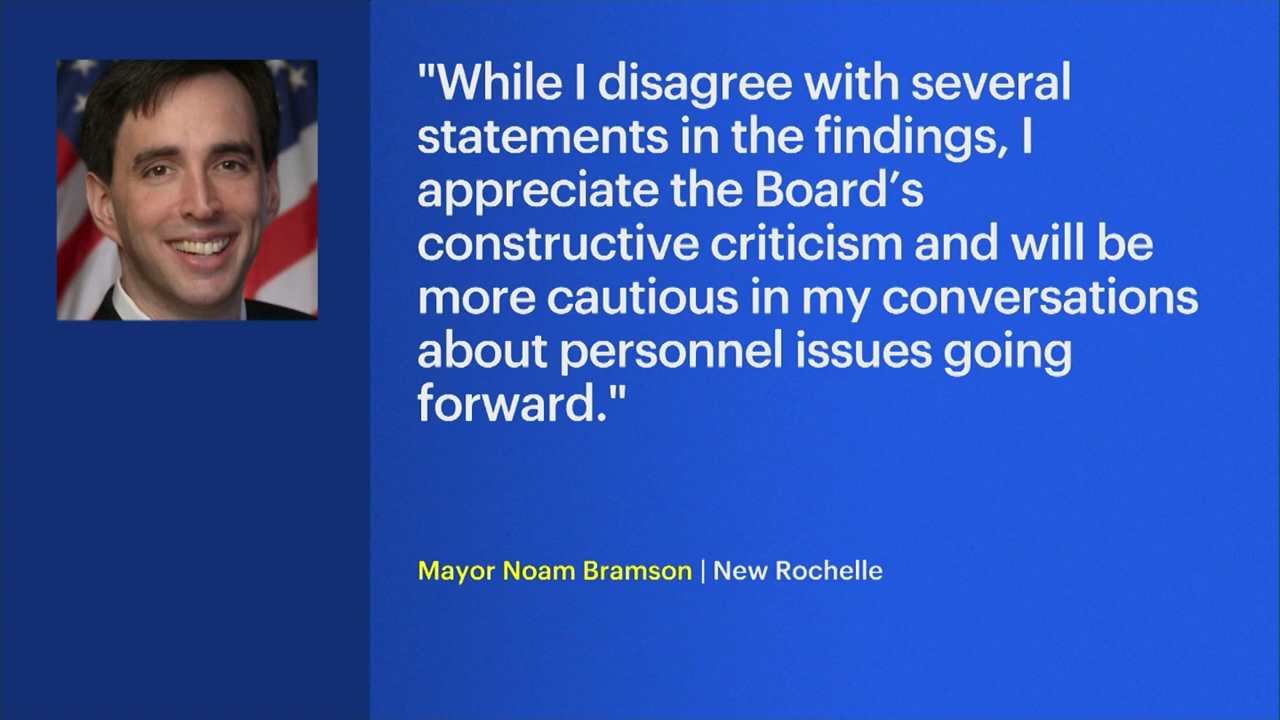 "While I disagree with several
statements in the findings, I
appreciate the Board’s
constructive criticism and will be
more cautious in my conversations
about personnel issues going
forward."
Mayor Noam Bramson | New Rochelle